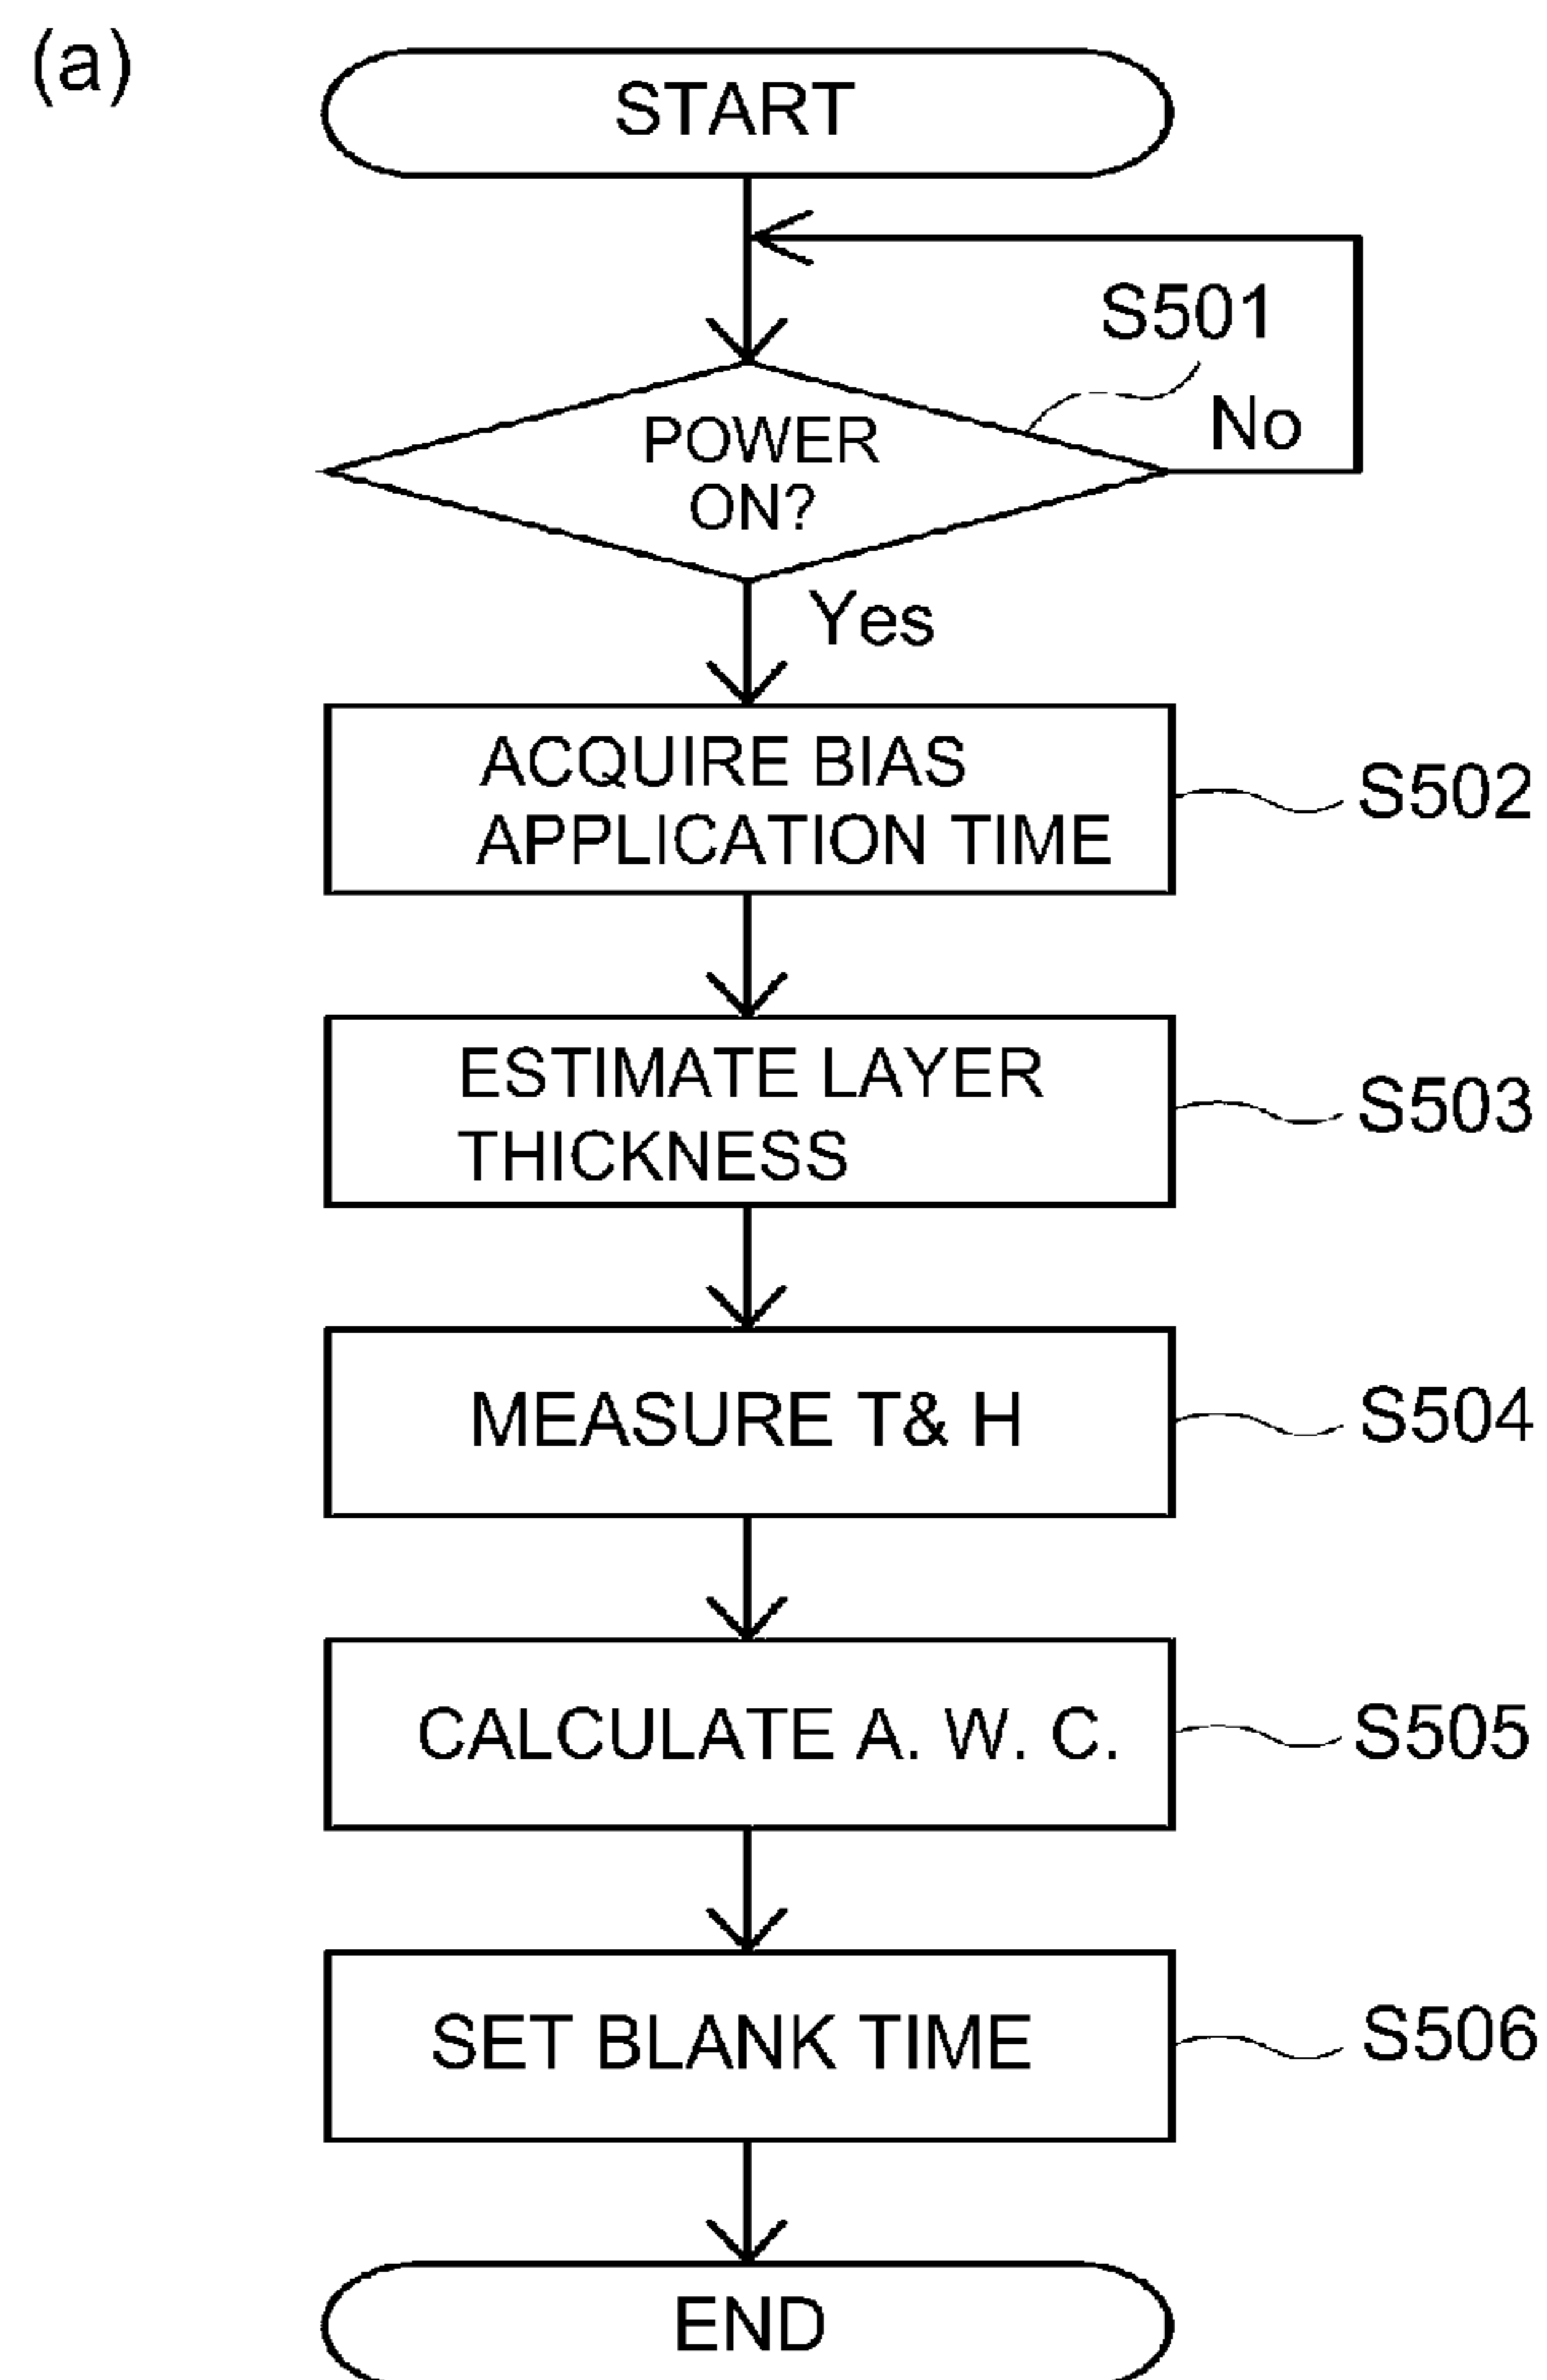 (a)
START
S501
No
POWER
ON?
Yes
ACQUIRE BIAS
APPLICATION TIME
S502
ESTIMATE LAYER
THICKNESS
S503
MEASURE T& H
S504
CALCULATE A. W. C.
S505
SET BLANK TIME
S506
END